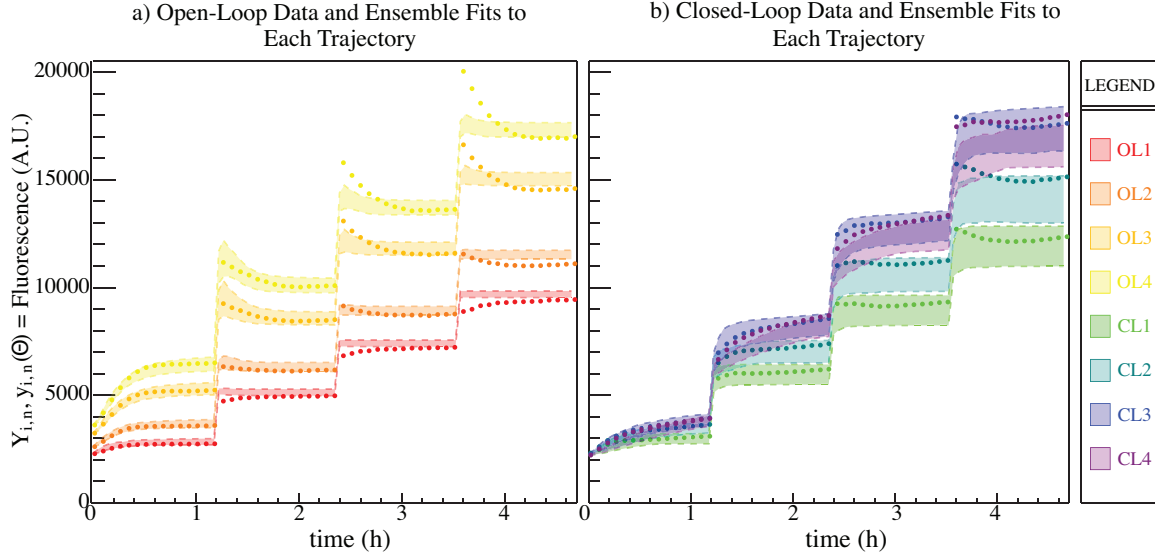 a) Open-Loop Data and Ensemble Fits to
Each Trajectory
b) Closed-Loop Data and Ensemble Fits to
Each Trajectory
Y_{i,n}, y_{i,n}(Θ) = Fluorescence (A.U.)
20000
15000
10000
5000
0
0 1 2 3 4
time (h)
0 1 2 3 4
time (h)
LEGEND
OL1
OL2
OL3
OL4
CL1
CL2
CL3
CL4